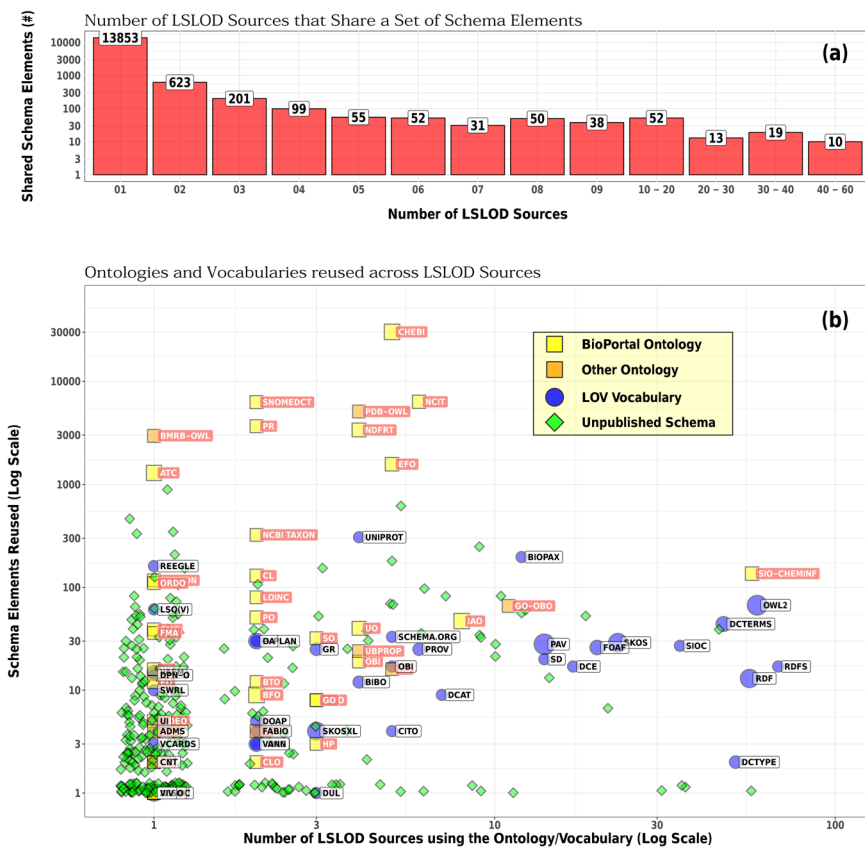 Number of LSLOD Sources that Share a Set of Schema Elements
Shared Schema Elements (#)
(a)
10000
3000
1000
300
100
30
10
3
1
13853
623
201
99
55
52
31
50
38
52
13
19
10
01 02 03 04 05 06 07 08 09 10 – 20 20 – 30 30 – 40 40 – 60
Number of LSLOD Sources
Ontologies and Vocabularies reused across LSLOD Sources
Schema Elements Reused (Log Scale)
(b)
BioPortal Ontology
Other Ontology
LOV Vocabulary
Unpublished Schema
30000
10000
3000
1000
300
100
30
10
3
1
CHEBI
SNOMEDCT
NCIT
PDB–OWL
PR
NDFRT
BMRB–OWL
EFO
ATC
NCBI TAXON
UNIPROT
BIOPAX
REEGLE
CL
SIO–CHEMINF
ORDO
LOINC
GO–OBO
OWL2
LSQ(V)
PO
IAO
DCTERMS
UO
FMA
SCHEMA.ORG
SO
OA
GR
PROV
PAV
SKOS
FOAF
SIOC
UBPROP
OBI
SD
OBI
DCE
RDFS
DPN–O
BTO
BIBO
RDF
SWRL
BFO
DCAT
DOAP
ADMS
FABIO
SKOSXL
CITO
VCARDS
VANN
HP
CNT
CLO
DCTYPE
DUL
1 3 10 30 100
Number of LSLOD Sources using the Ontology/Vocabulary (Log Scale)